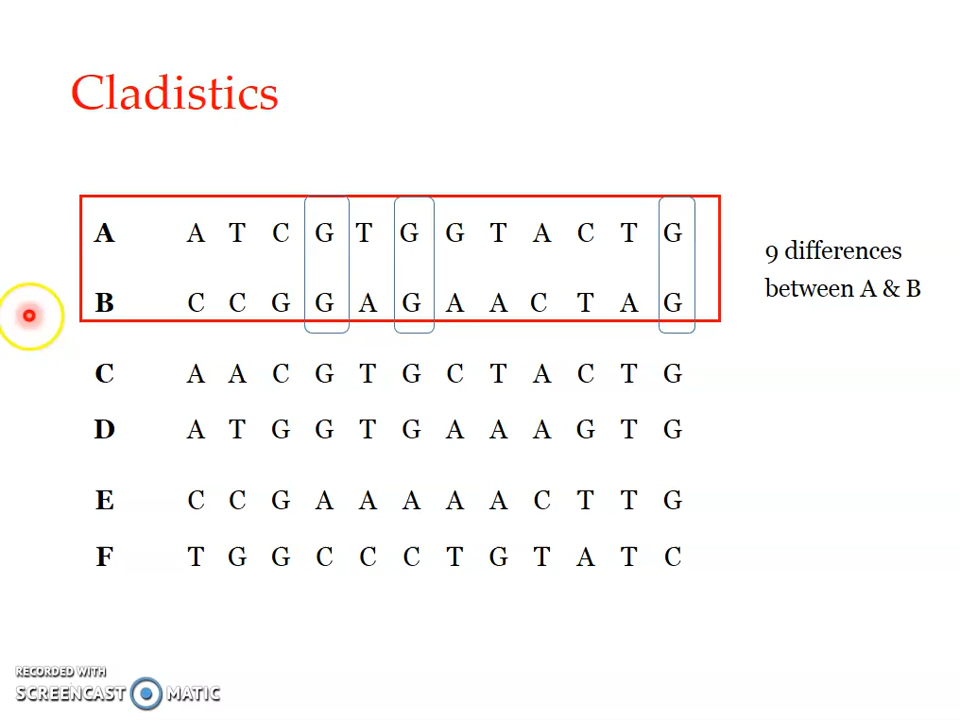 Cladistics
A A T C G T G G T A C T G
B C C G G A G A A C T A G
9 differences
between A & B
C A A C G T G C T A C T G
D A T G G T G A A A G T G
E C C G A A A A A C T T G
F T G G C C C T G T A T C
RECORDED WITH
SCREENCAST MATIC